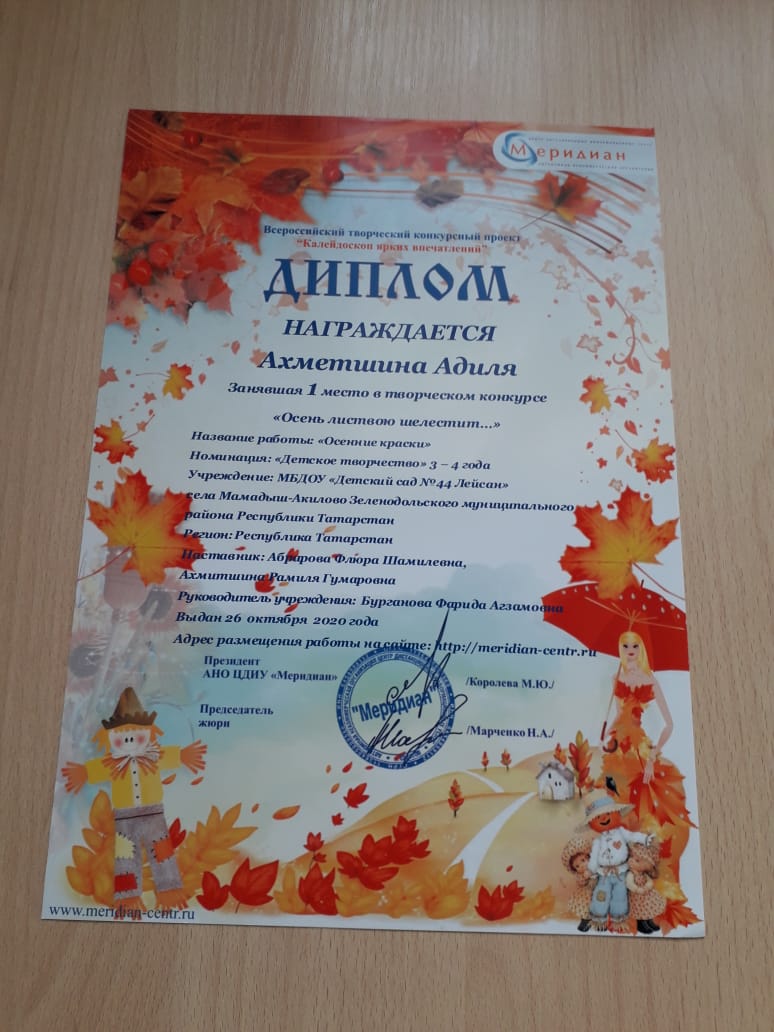 Меридиан
Всероссийский творческий конкурсный проект
“Калейдоскоп ярких впечатлений”
ДИПЛОМ
НАГРАЖДАЕТСЯ
Ахметшина Адиля
Занявшая 1 место в творческом конкурсе
«Осень листвою шелестит...»
Название работы: «Осенние краски»
Номинация: «Детское творчество» 3 – 4 года
Учреждение: МБДОУ «Детский сад №44 Лейсан»
села Мамадыш-Акилово Зеленодольского муниципального
района Республики Татарстан
Регион: Республика Татарстан
Наставник: Абрарова Флюра Шамилевна,
Ахмитшина Рамиля Гумаровна
Руководитель учреждения: Бурганова Фарида Агзамовна
Выдан 26 октября 2020 года
Адрес размещения работы на сайте: http://meridian-centr.ru
Президент
АНО ЦДИУ «Меридиан»
/Королева М.Ю./
"Меридиан"
Председатель
жюри
/Марченко Н.А./
www.meridian-centr.ru